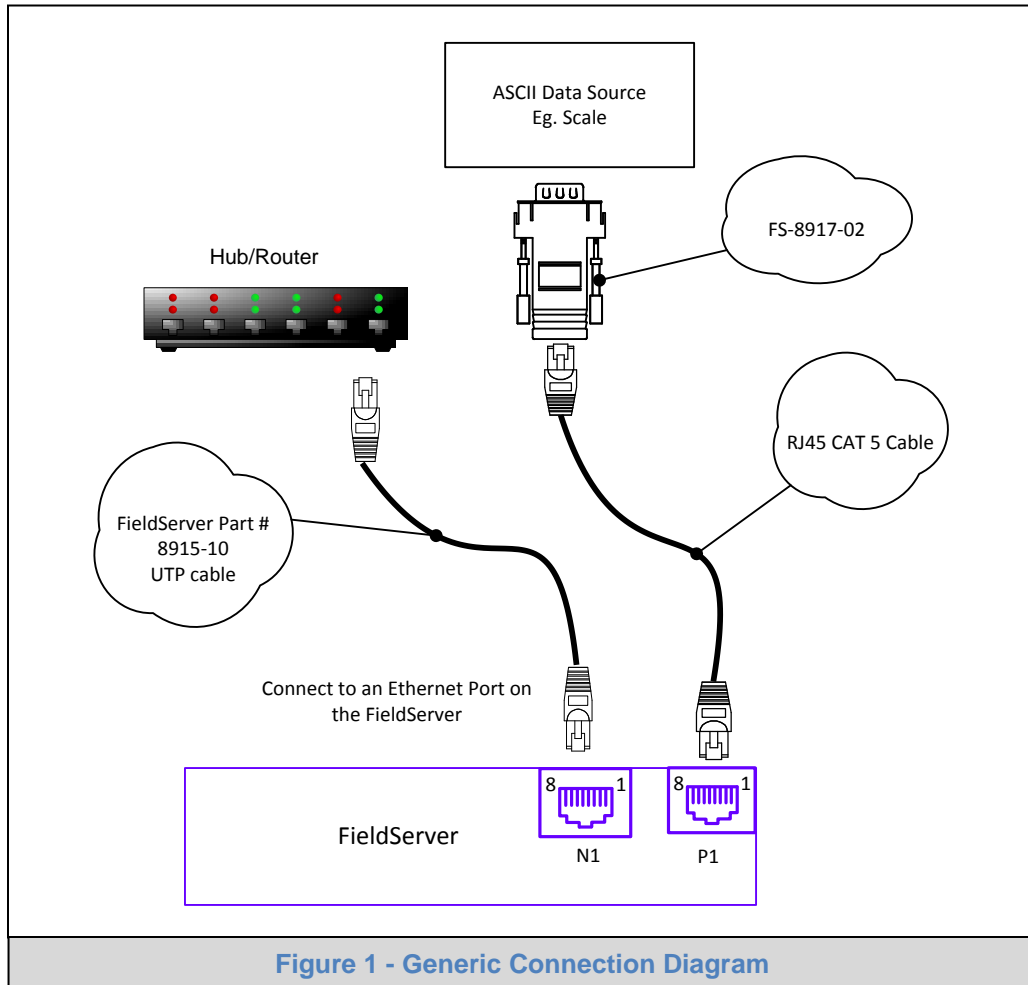 ASCII Data Source
Eg. Scale
FS-8917-02
Hub/Router
RJ45 CAT 5 Cable
FieldServer Part #
8915-10
UTP cable
Connect to an Ethernet Port on
the FieldServer
8
1
8
1
FieldServer
N1
P1
Figure 1 - Generic Connection Diagram